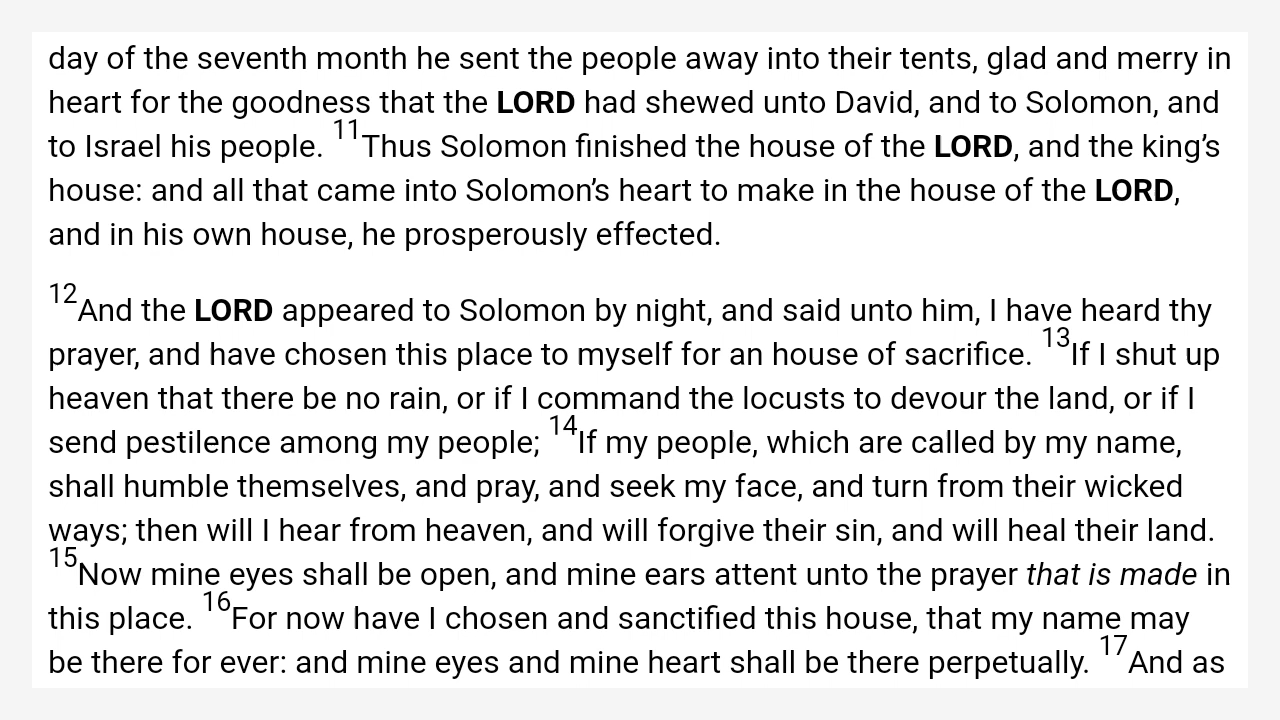 day of the seventh month he sent the people away into their tents, glad and merry in
heart for the goodness that the LORD had shewed unto David, and to Solomon, and
to Israel his people. 11Thus Solomon finished the house of the LORD, and the king’s
house: and all that came into Solomon’s heart to make in the house of the LORD,
and in his own house, he prosperously effected.
12And the LORD appeared to Solomon by night, and said unto him, I have heard thy
prayer, and have chosen this place to myself for an house of sacrifice. 13If I shut up
heaven that there be no rain, or if I command the locusts to devour the land, or if I
send pestilence among my people; 14If my people, which are called by my name,
shall humble themselves, and pray, and seek my face, and turn from their wicked
ways; then will I hear from heaven, and will forgive their sin, and will heal their land.
15Now mine eyes shall be open, and mine ears attent unto the prayer that is made in
this place. 16For now have I chosen and sanctified this house, that my name may
be there for ever: and mine eyes and mine heart shall be there perpetually. 17And as